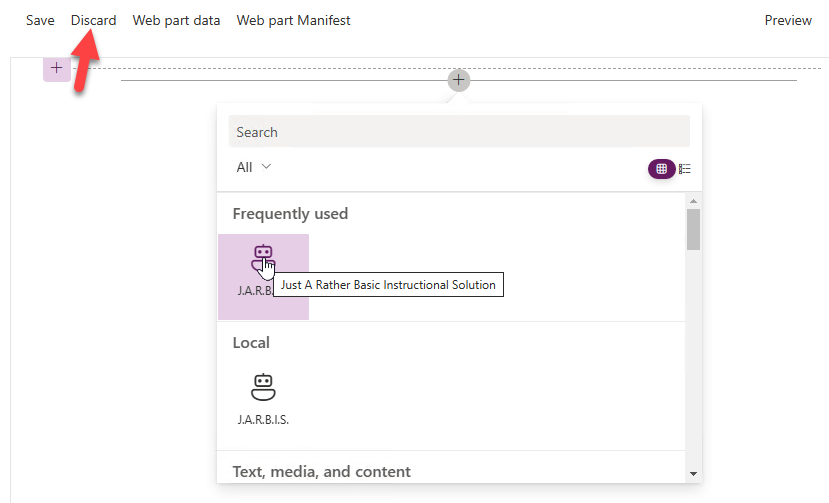 Save Discard Web part data Web part Manifest Preview
Search
All
Frequently used
J.A.R.B.
Just A Rather Basic Instructional Solution
Local
J.A.R.B.I.S.
Text, media, and content